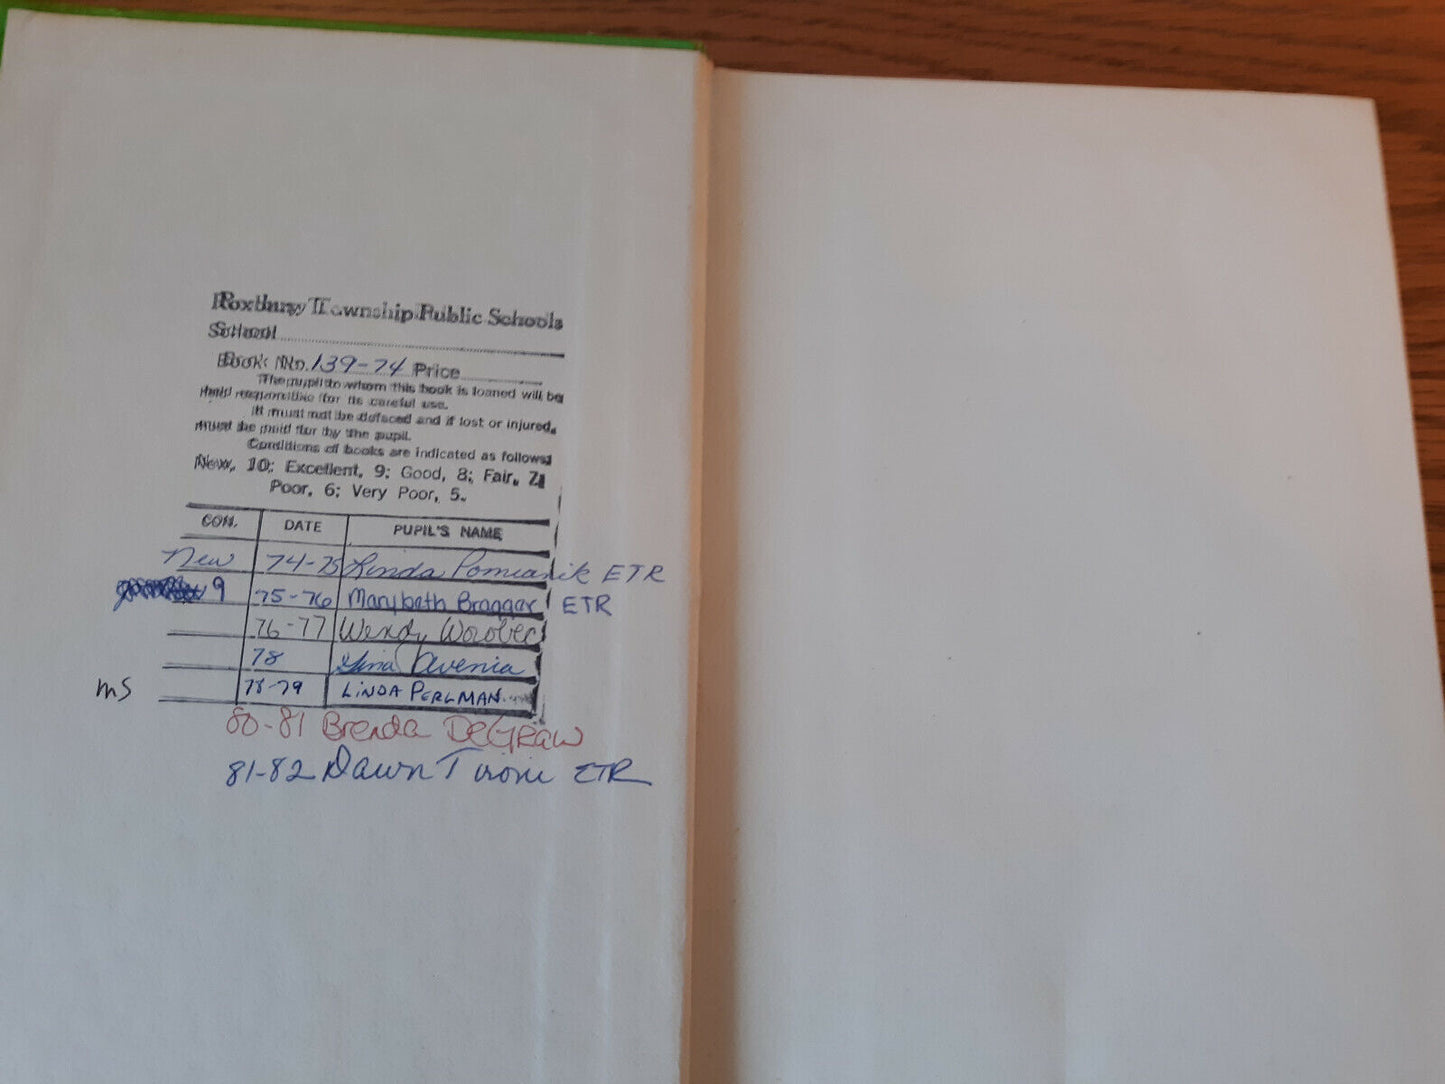 Roxbury Township Public Schools
School
Book No. 139-74 Price
The pupil to whom this book is loaned will be
held responsible for its careful use.
It must not be defaced and if lost or injured,
must be paid for by the pupil.
Conditions of books are indicated as follows:
New, 10; Excellent, 9; Good, 8; Fair, 7;
Poor, 6; Very Poor, 5.
CON. DATE PUPIL'S NAME
New 74-75 Linda Pomianik ETR
9 75-76 Marybeth Braggar ETR
76-77 Wendy Worobec
78 Gina Avenia
MS 78-79 LINDA PERLMAN
80-81 Brenda DeGRaw
81-82 Dawn ETR